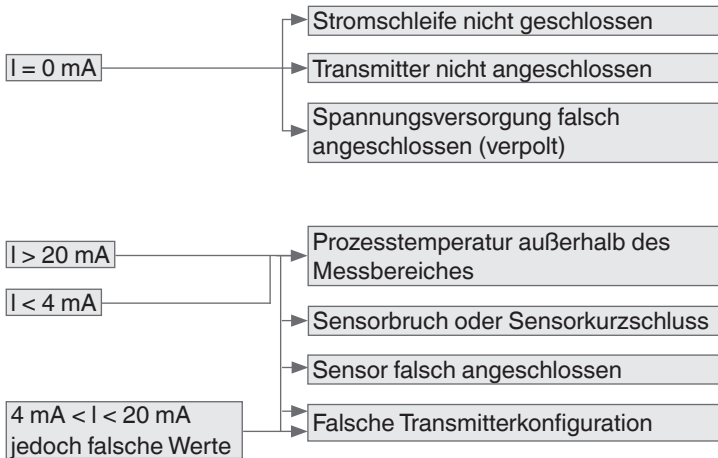 I = 0 mA
Stromschleife nicht geschlossen
Transmitter nicht angeschlossen
Spannungsversorgung falsch
angeschlossen (verpolt)
I > 20 mA
I < 4 mA
Prozesstemperatur außerhalb des
Messbereiches
Sensorbruch oder Sensorkurzschluss
Sensor falsch angeschlossen
4 mA < I < 20 mA
jedoch falsche Werte
Falsche Transmitterkonfiguration